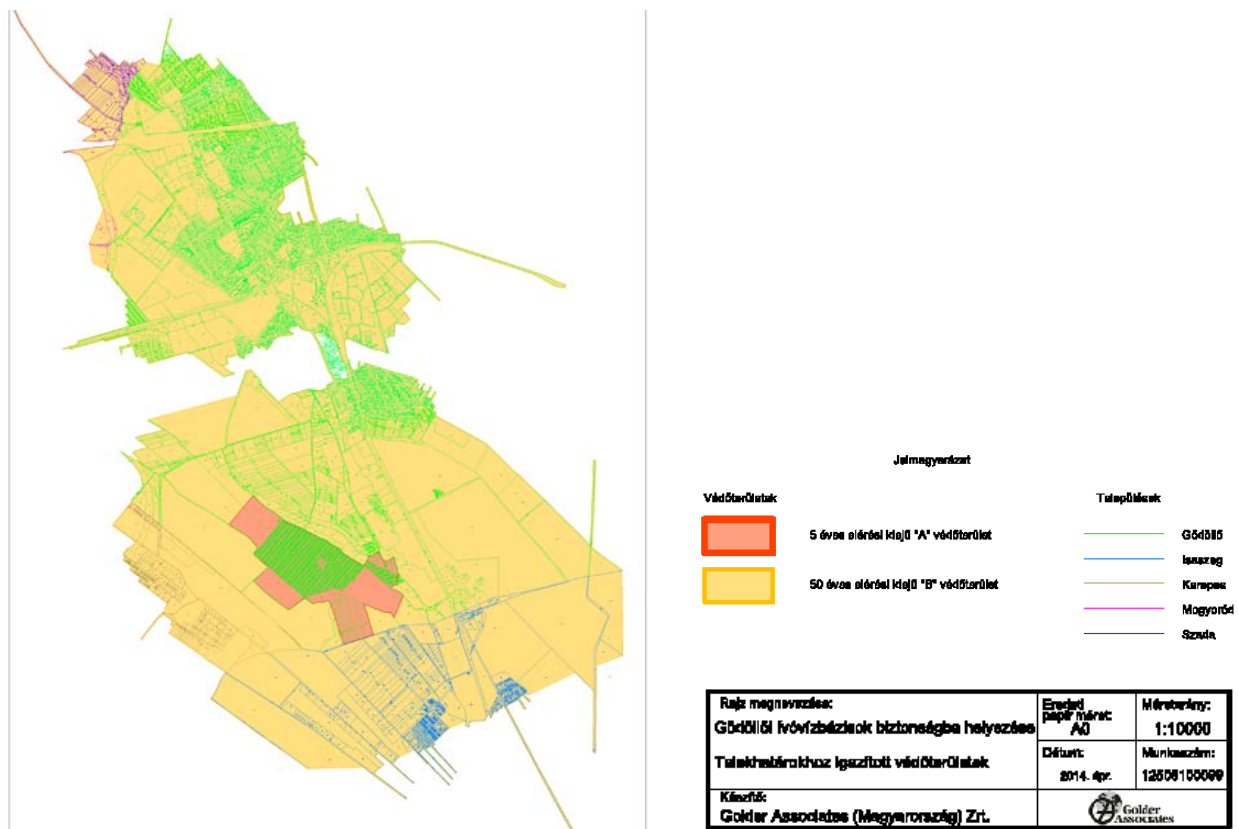 Jelmagyarázat
Védőterületek
Települések
5 éves elérési idejű "A" védőterület
50 éves elérési idejű "B" védőterület
Gödöllő
Isaszeg
Kerepes
Mogyoród
Szada
Rajz megnevezése:
Gödöllői ivóvízbázisok biztonságba helyezése
Telekhatárokhoz igazított védőterületek
Eredeti
papír méret:
A0
Méretarány:
1:10000
Dátum:
2014. ápr.
Munkaszám:
Készítő:
Golder Associates (Magyarország) Zrt.
Golder
Associates